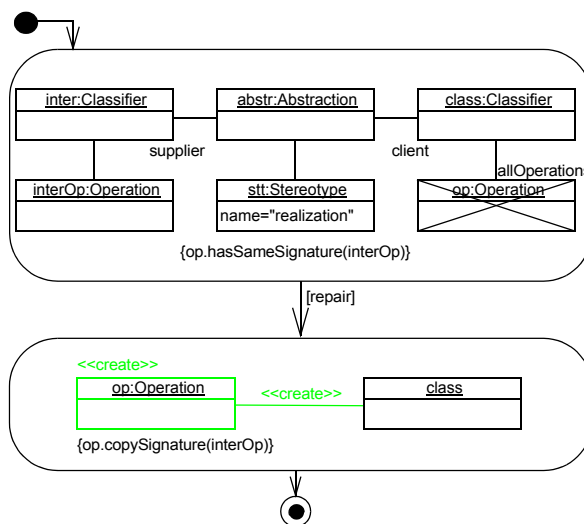 inter:Classifier
abstr:Abstraction
class:Classifier
supplier
client
allOperations
interOp:Operation
stt:Stereotype
op:Operation
name="realization"
{op.hasSameSignature(interOp)}
[repair]
<<create>>
op:Operation
<<create>>
class
{op.copySignature(interOp)}